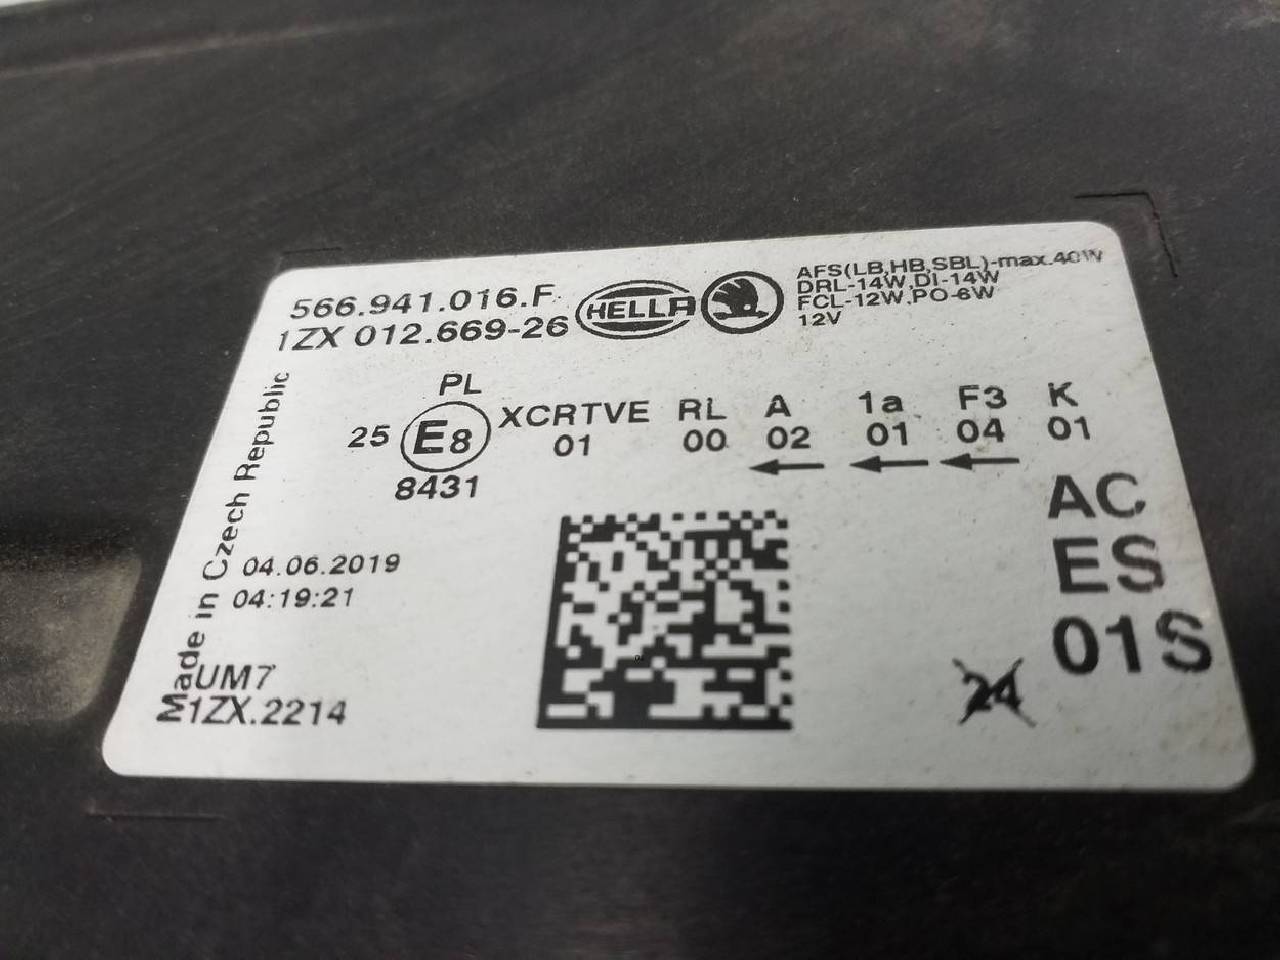 566.941.016.F
1ZX 012.669-26
HELLA
AFS(LB,HB,SBL)-max.40W
DRL-14W,DI-14W
FCL-12W,PO-6W
12V
Made in Czech Republic
PL
25 E8 XCRTVE RL A 1a F3 K
01 00 02 01 04 01
8431
04.06.2019
04:19:21
UM7
1ZX.2214
AC
ES
01S
24